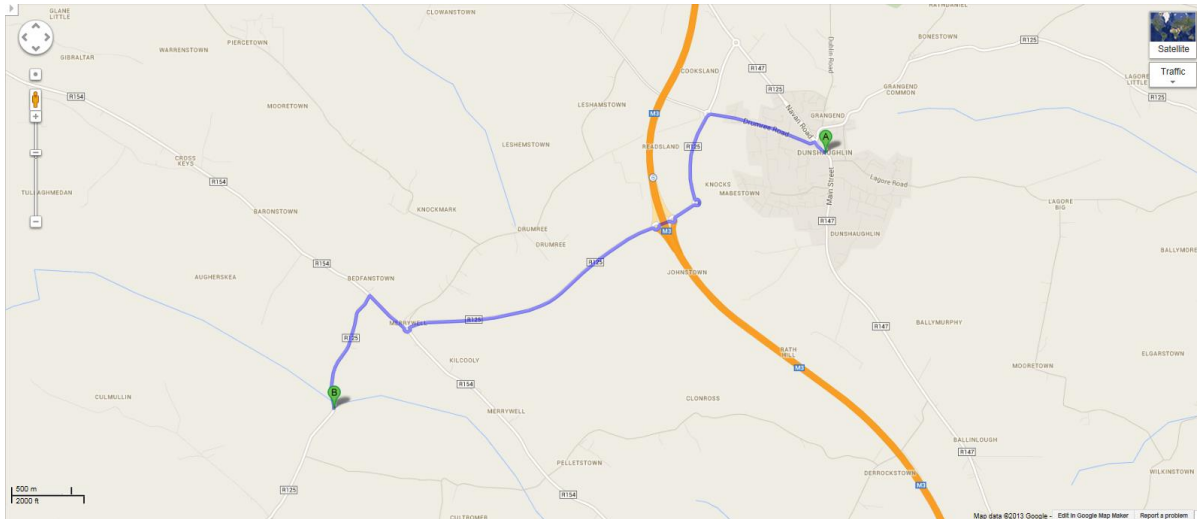 GLANE
LITTLE
CLOWANSTOWN
RATHDANIEL
GIBRALTAR
WARRENSTOWN
PIERCETOWN
COOKSLAND
R147
Dublin Road
BONESTOWN
R125
Satellite
Traffic
R154
MOORETOWN
LESHAMSTOWN
M3
R125
Navan Road
GRANGEND
COMMON
LAGORE
LITTLE
R125
GRANGEND
Drumree Road
A
READSLAND
R125
DUNSHAUGHLIN
LESHEMSTOWN
CROSS
KEYS
R154
TULLAGHMEDAN
KNOCKS
MABESTOWN
Main Street
Lagore Road
BARONSTOWN
KNOCKMARK
LAGORE
BIG
R147
DRUMREE
M3
DUNSHAUGHLIN
DRUMREE
BALLYMORE
R154
R125
JOHNSTOWN
AUGHERSKEA
BEDFANSTOWN
MERRYWELL
R125
R147
BALLYMURPHY
R125
RATH
HILL
ELGARSTOWN
KILCOOLY
M3
MOORETOWN
R154
B
CULMULLIN
CLONROSS
MERRYWELL
BALLINLOUGH
R147
PELLETSTOWN
DERROCKSTOWN
WILKINSTOWN
M3
500 m
2000 ft
R125
R154
CULTROMER
Map data ©2013 Google - Edit in Google Map Maker Report a problem